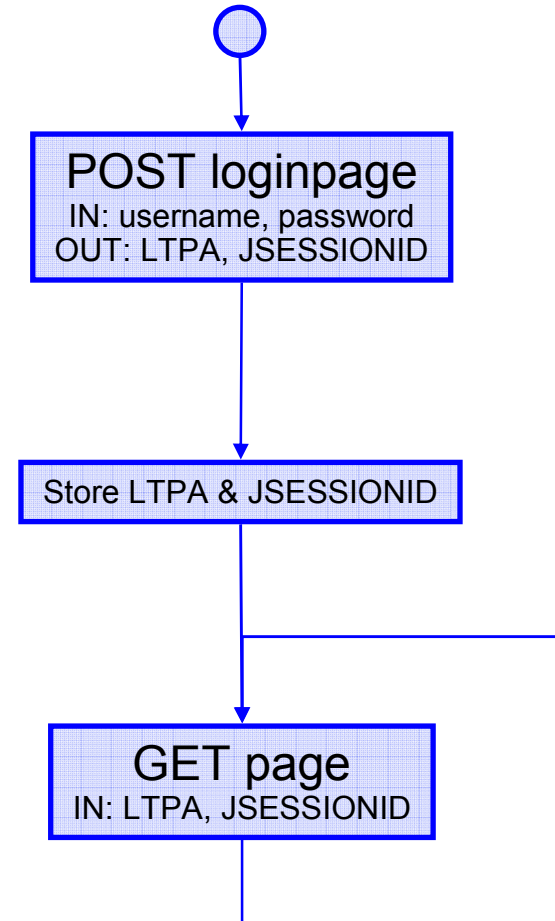 POST loginpage
IN: username, password
OUT: LTPA, JSESSIONID
Store LTPA & JSESSIONID
GET page
IN: LTPA, JSESSIONID